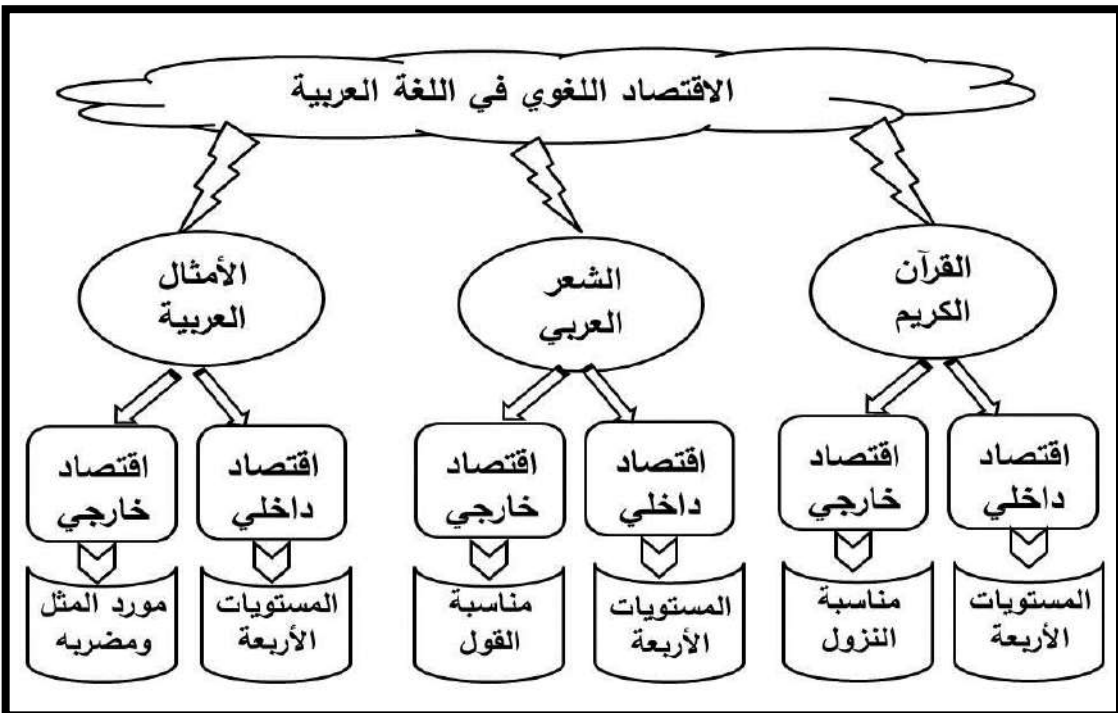 الاقتصاد اللغوي في اللغة العربية
القرآن
الكريم
الشعر
العربي
الأمثال
العربية
اقتصاد
داخلي
اقتصاد
خارجي
اقتصاد
داخلي
اقتصاد
خارجي
اقتصاد
داخلي
اقتصاد
خارجي
المستويات
الأربعة
مناسبة
النزول
المستويات
الأربعة
مناسبة
القول
المستويات
الأربعة
مورد المثل
ومضربه